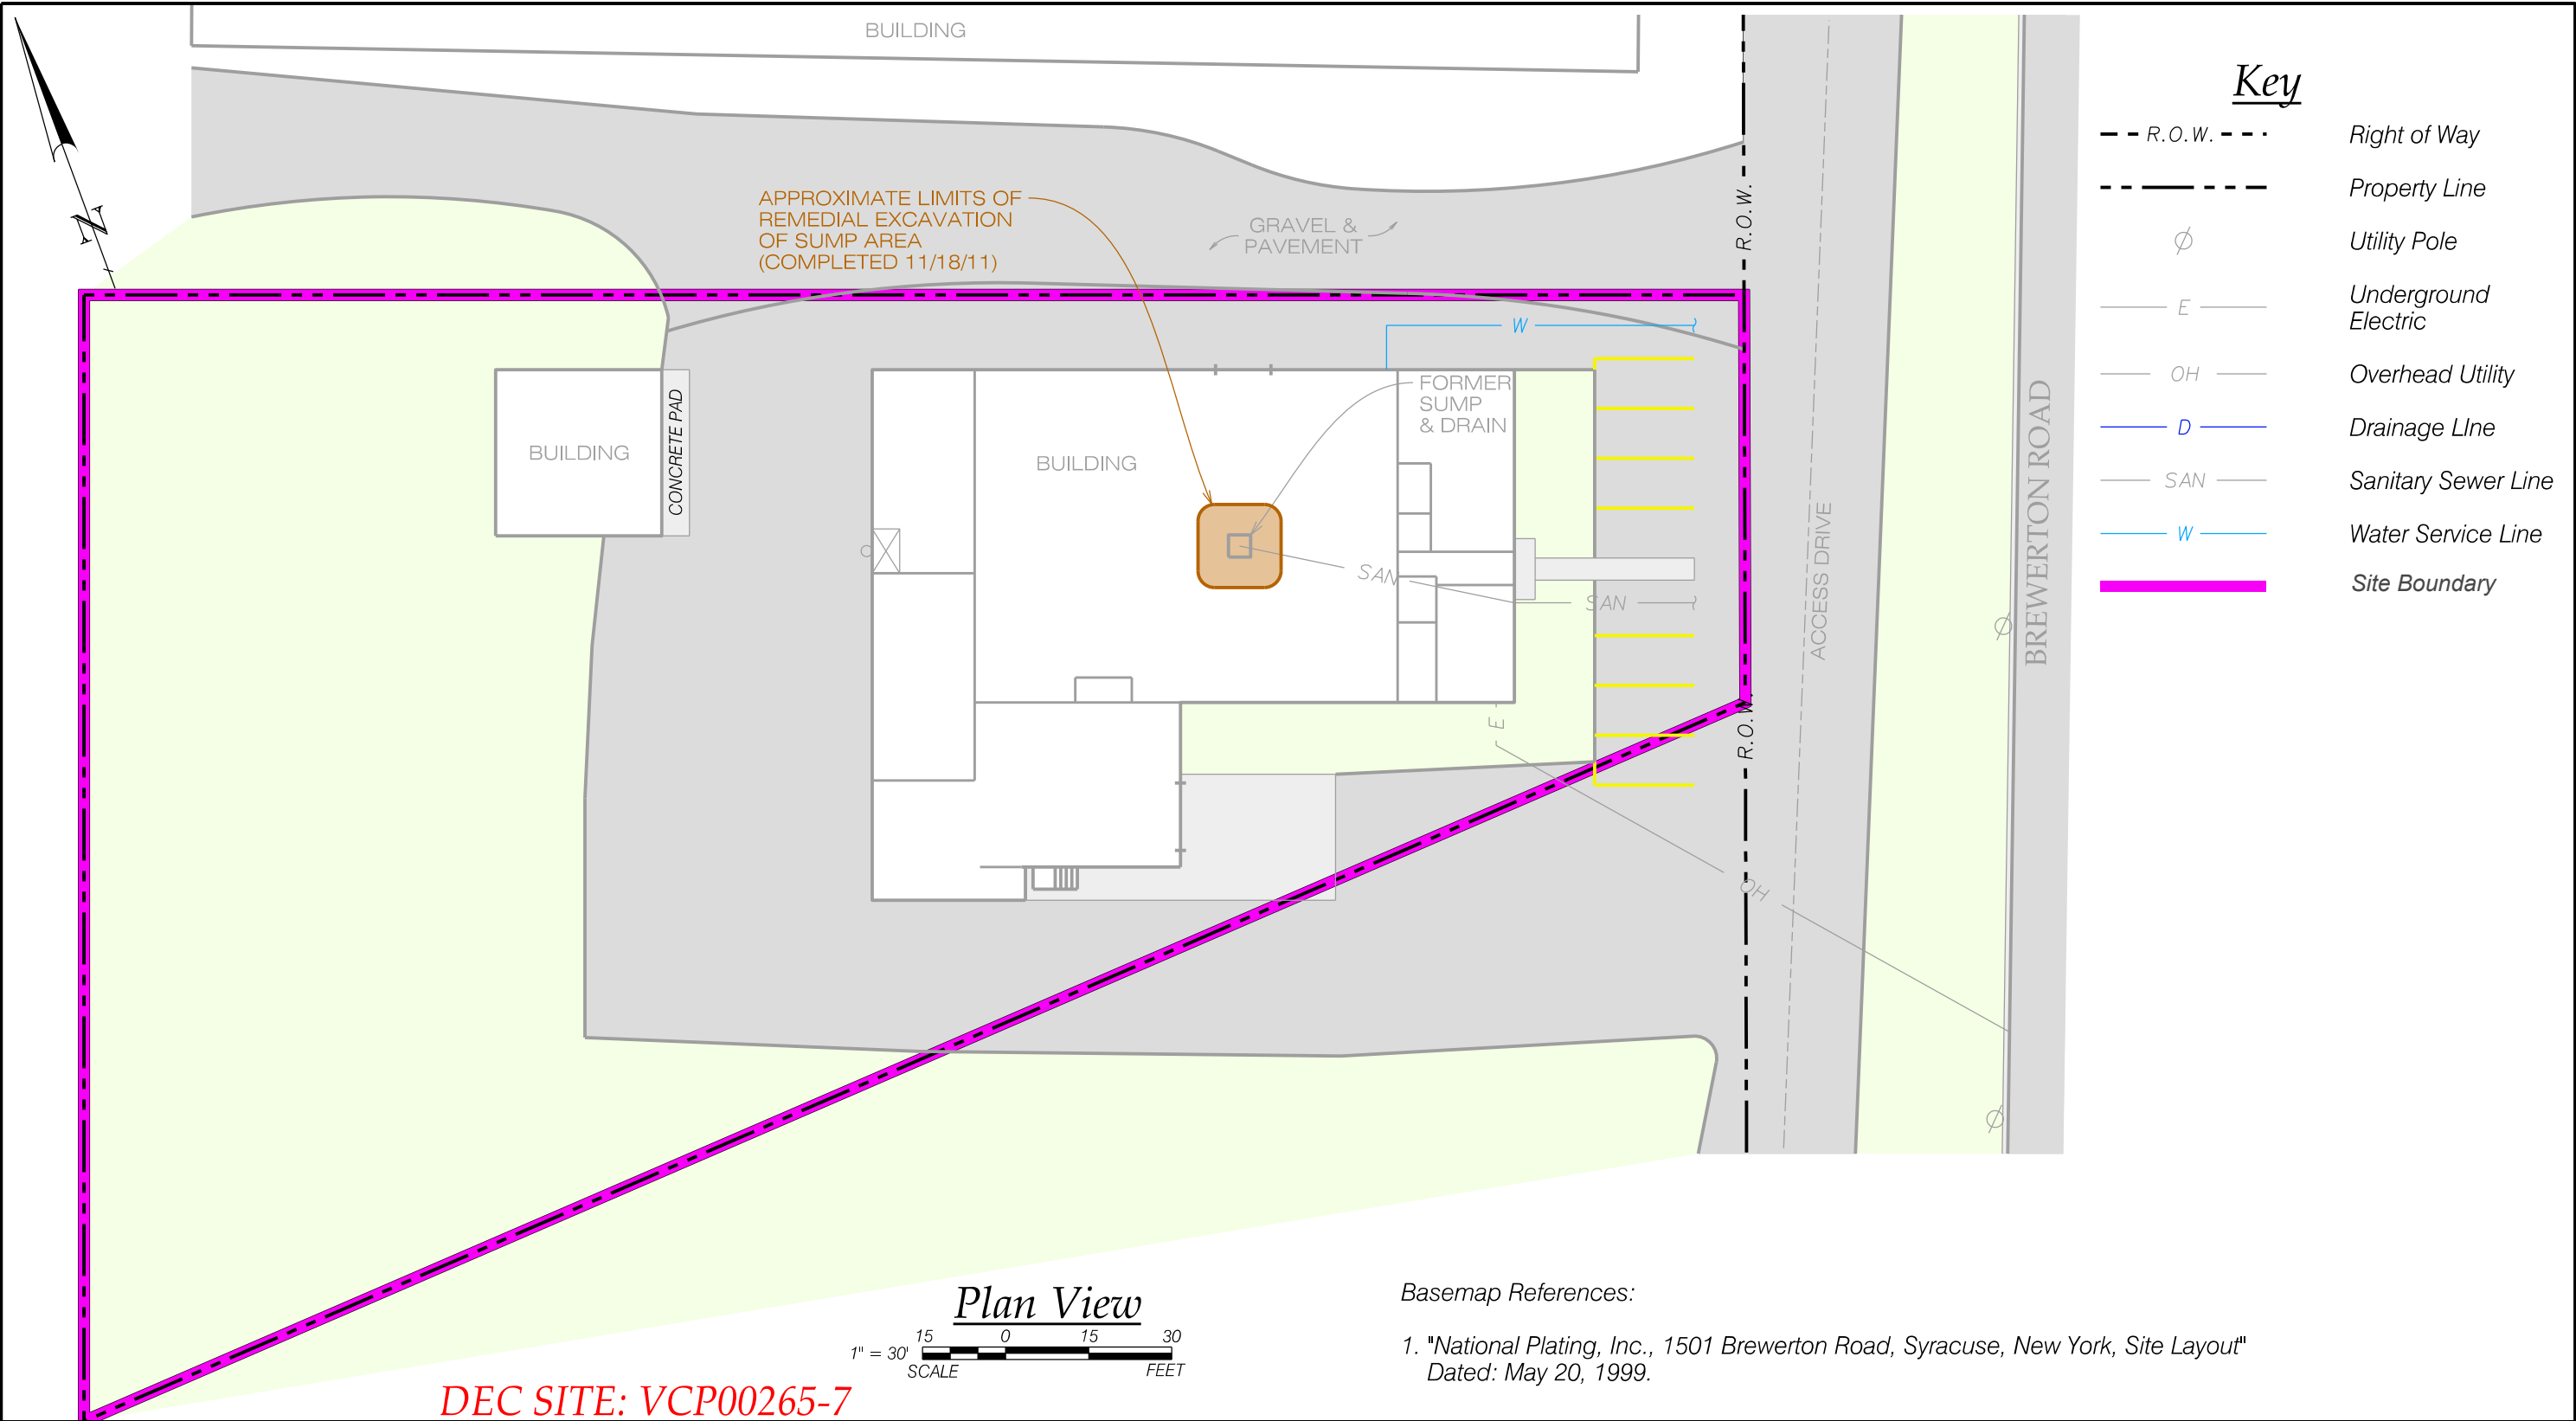 BUILDING
Key
R.O.W.
Right of Way
Property Line
Utility Pole
E
Underground
Electric
OH
Overhead Utility
D
Drainage LIne
SAN
Sanitary Sewer Line
W
Water Service Line
Site Boundary
N
APPROXIMATE LIMITS OF
REMEDIAL EXCAVATION
OF SUMP AREA
(COMPLETED 11/18/11)
GRAVEL &
PAVEMENT
R.O.W.
W
FORMER
SUMP
& DRAIN
BUILDING
CONCRETE PAD
BUILDING
SAN
SAN
ACCESS DRIVE
BREWERTON ROAD
E
R.O.W.
OH
Plan View
15 0 15 30
1" = 30'
SCALE FEET
DEC SITE: VCP00265-7
Basemap References:
1. "National Plating, Inc., 1501 Brewerton Road, Syracuse, New York, Site Layout"
Dated: May 20, 1999.